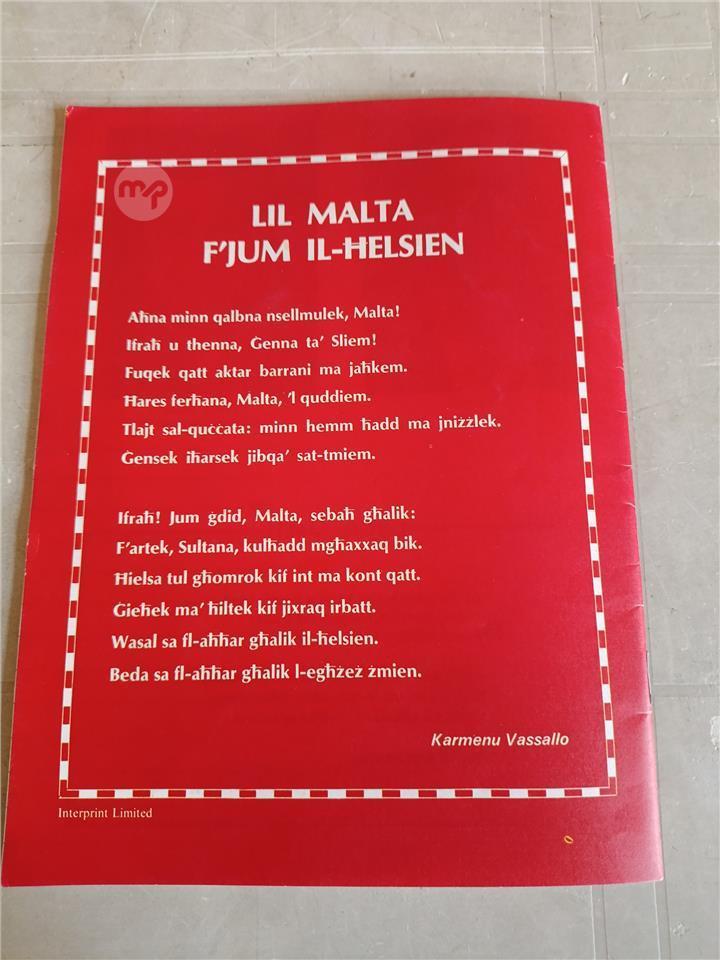 mp
LIL MALTA
F'JUM IL-ĦELSIEN
Aħna minn qalbna nsellmulek, Malta!
Ifraħ u thenna, Ġenna ta' Sliem!
Fuqek qatt aktar barrani ma jaħkem.
Ħares ferħana, Malta, 'l quddiem.
Tlajt sal-quċċata: minn hemm ħadd ma jniżżlek.
Ġensek iħarsek jibqa' sat-tmiem.
Ifraħ! Jum ġdid, Malta, sebaħ għalik:
F'artek, Sultana, kulħadd mgħaxxaq bik.
Ħielsa tul għomrok kif int ma kont qatt.
Ġieħek ma' ħiltek kif jixraq irbatt.
Wasal sa fl-aħħar għalik il-ħelsien.
Beda sa fl-aħħar għalik l-egħżeż żmien.
Karmenu Vassallo
Interprint Limited